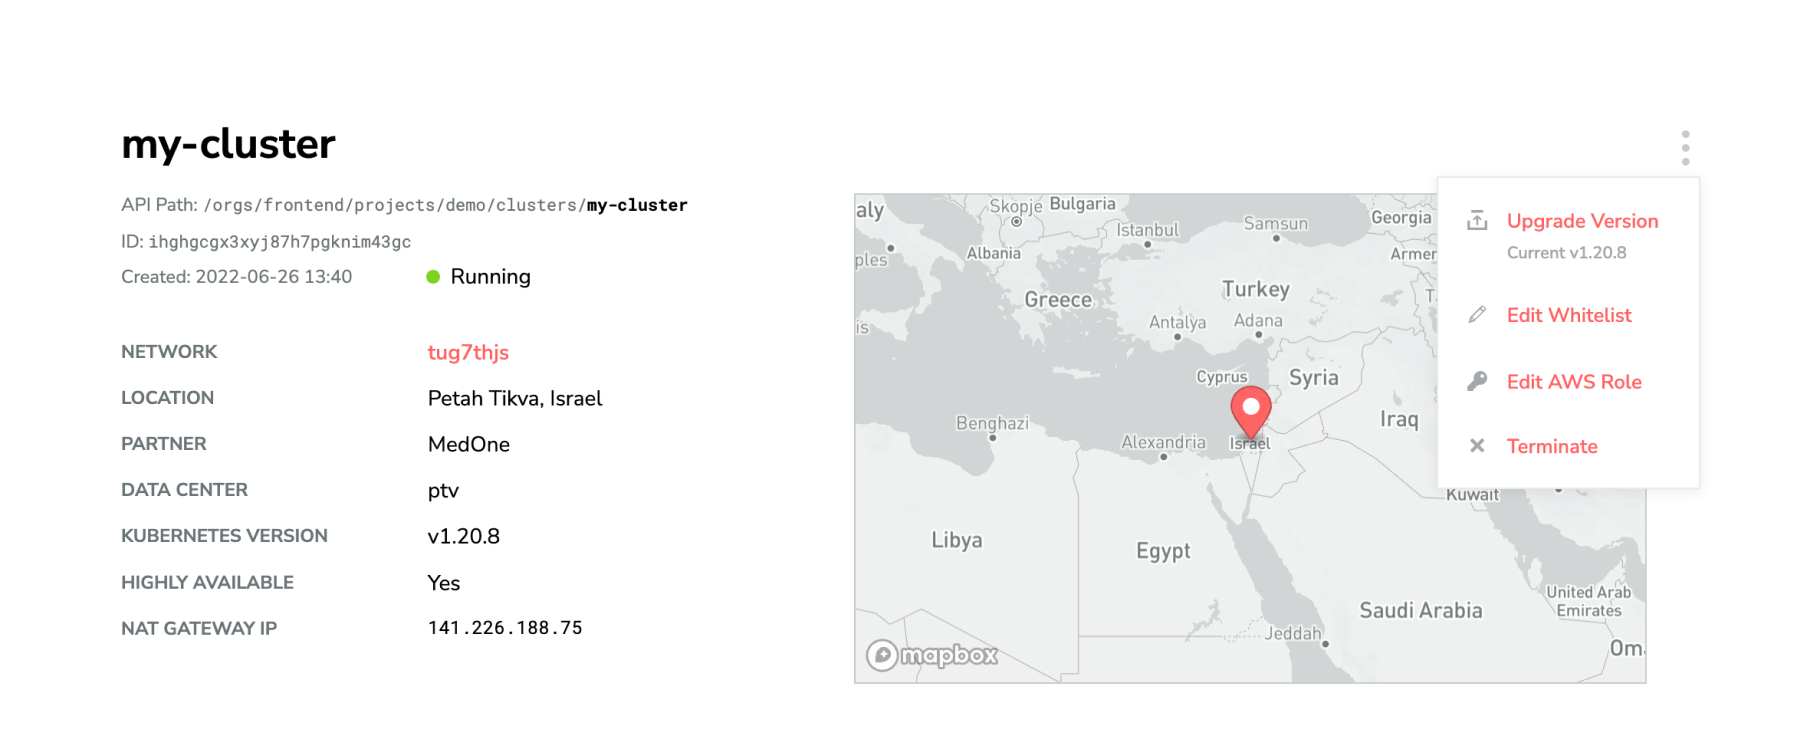 my-cluster
API Path: /orgs/frontend/projects/demo/clusters/my-cluster
ID: ihghgcgx3xyj87h7pgknim43gc
Created: 2022-06-26 13:40
Running
NETWORK tug7thjs
LOCATION Petah Tikva, Israel
PARTNER MedOne
DATA CENTER ptv
KUBERNETES VERSION v1.20.8
HIGHLY AVAILABLE Yes
NAT GATEWAY IP 141.226.188.75
Upgrade Version
Current v1.20.8
Edit Whitelist
Edit AWS Role
Terminate
aly
Skopje
Bulgaria
Istanbul
Samsun
Georgia
ples
Albania
Armer
Greece
Turkey
is
Antalya
Adana
Cyprus
Syria
Iraq
Benghazi
Alexandria
Israel
Kuwait
Libya
Egypt
United Arab
Emirates
Saudi Arabia
Jeddah
Om
mapbox